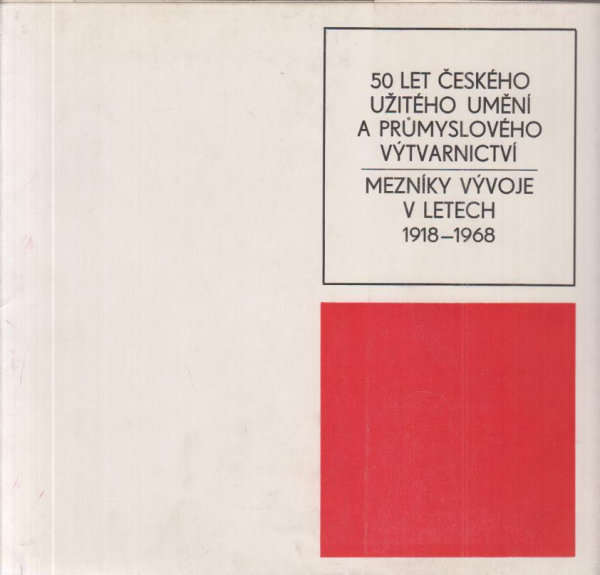 50 LET ČESKÉHO
UŽITÉHO UMĚNÍ
A PRŮMYSLOVÉHO
VÝTVARNICTVÍ
MEZNÍKY VÝVOJE
V LETECH
1918–1968